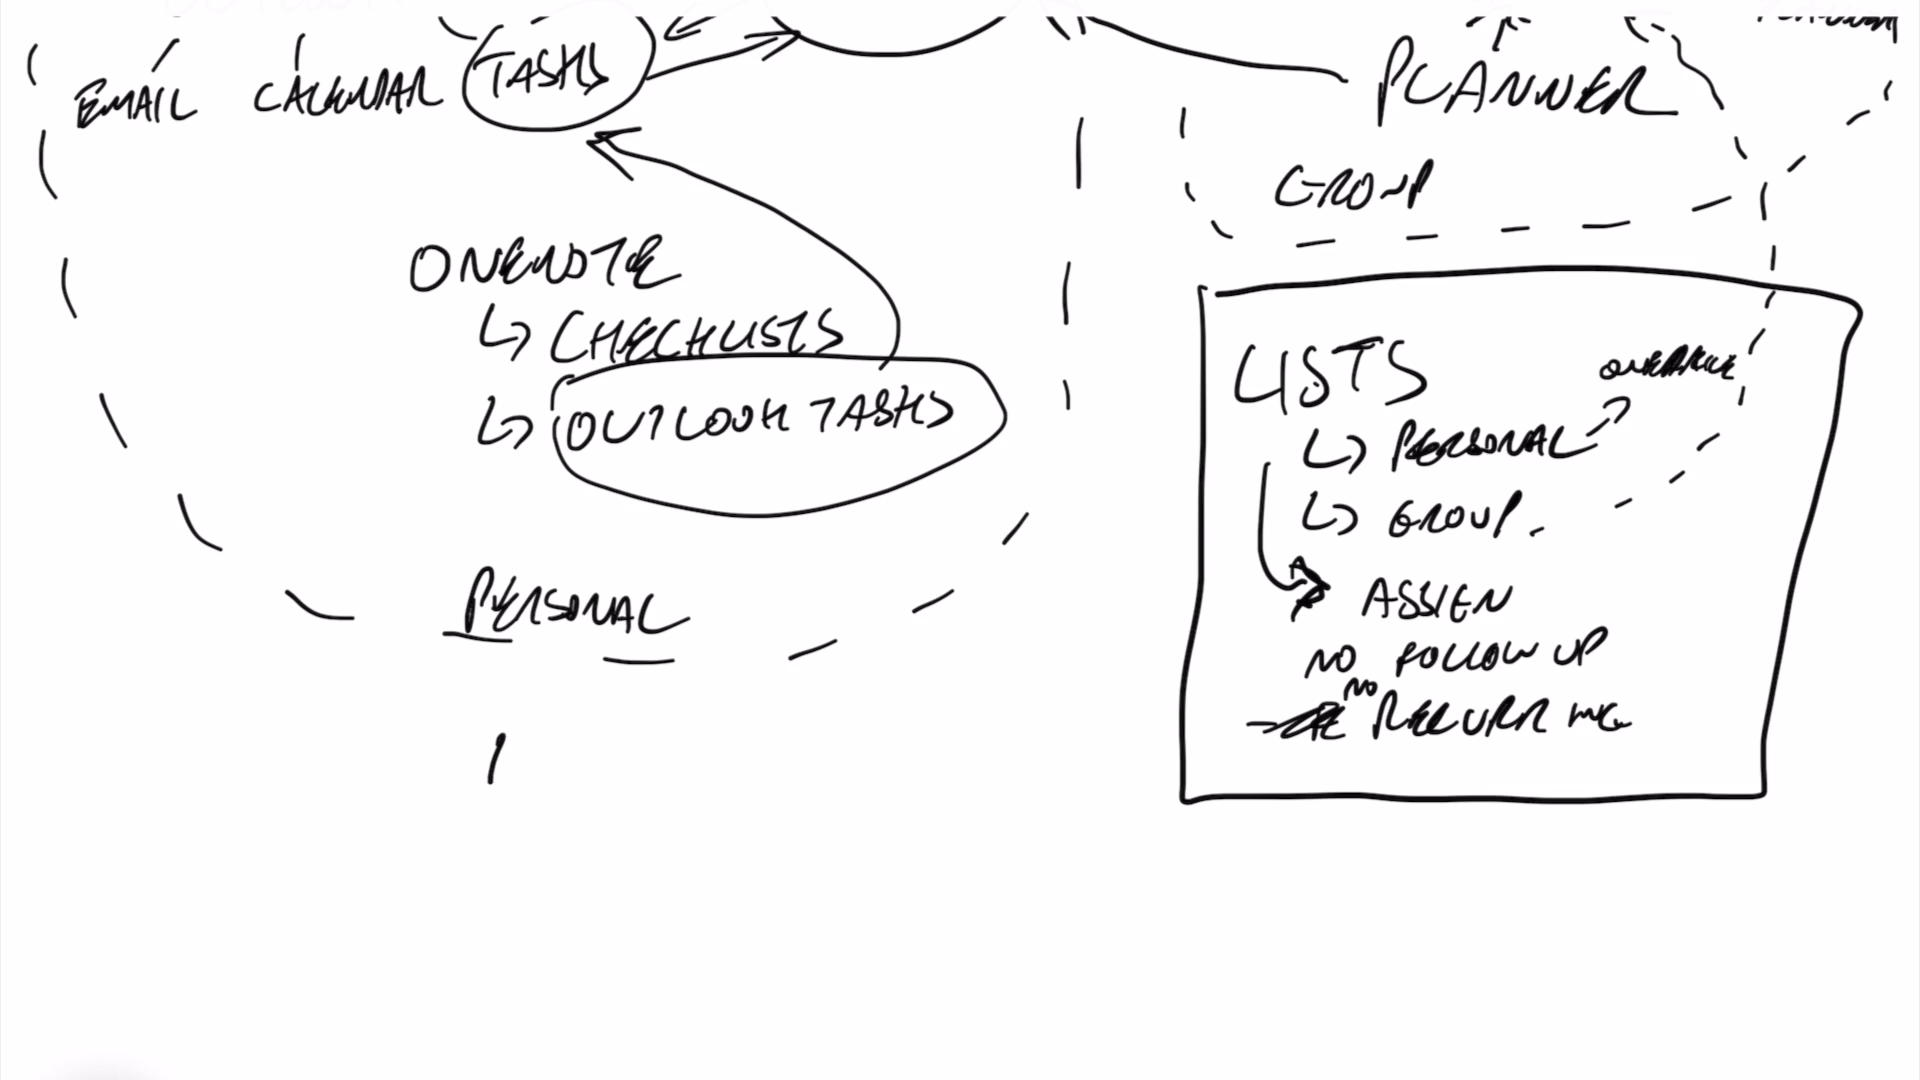 EMAIL CALENDAR TASKS
PLANNER
GROUP
ONENOTE
↳ CHECKLISTS
↳ OUTLOOK TASKS
PERSONAL
LISTS
↳ PERSONAL
↳ GROUP
ASSIGN
NO FOLLOW UP
NO RECURRING